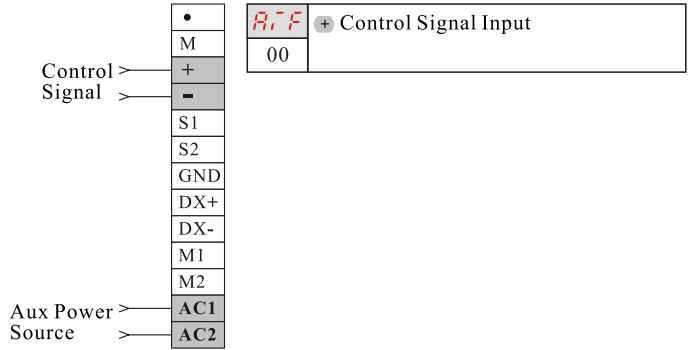 •
M
Control
Signal
+
-
S1
S2
GND
DX+
DX-
M1
M2
Aux Power
Source
AC1
AC2
+ Control Signal Input
00